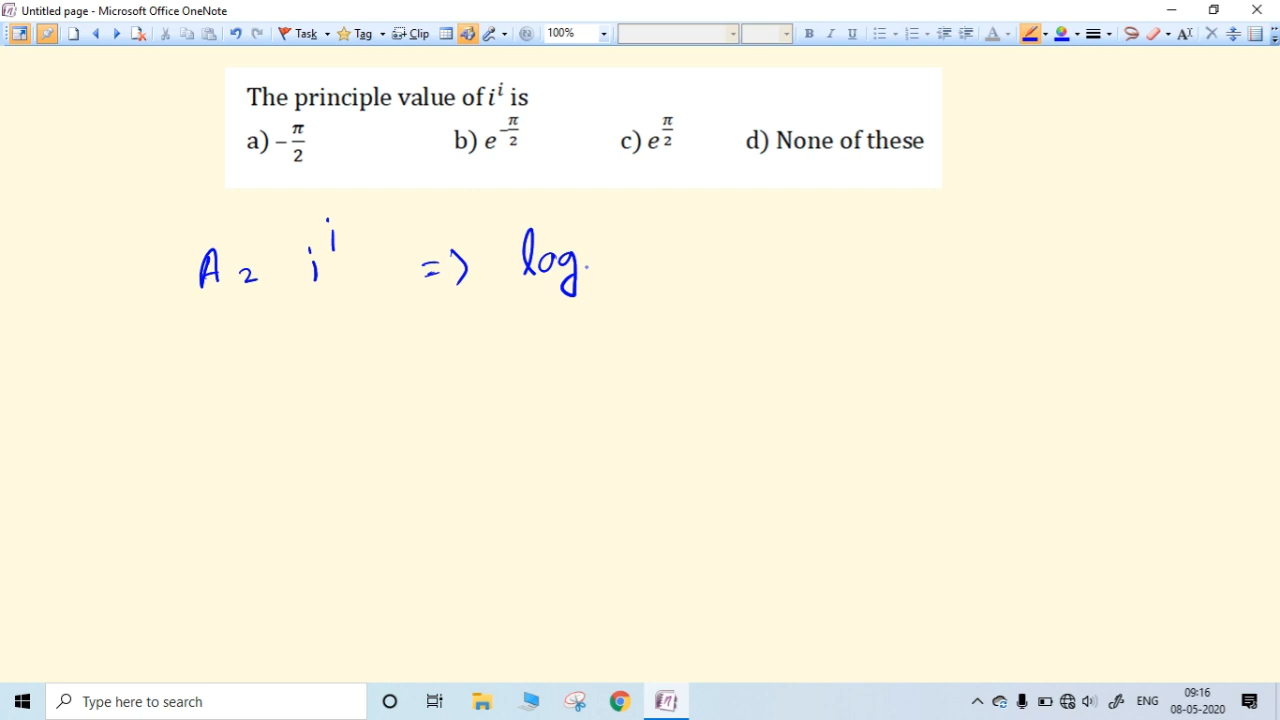 Untitled page - Microsoft Office OneNote
Task Tag Clip 100% B I U A A
The principle value of i^i is
a) −π/2 b) e^(−π/2) c) e^(π/2) d) None of these
A = i^i => log
Type here to search
ENG
09:16
08-05-2020